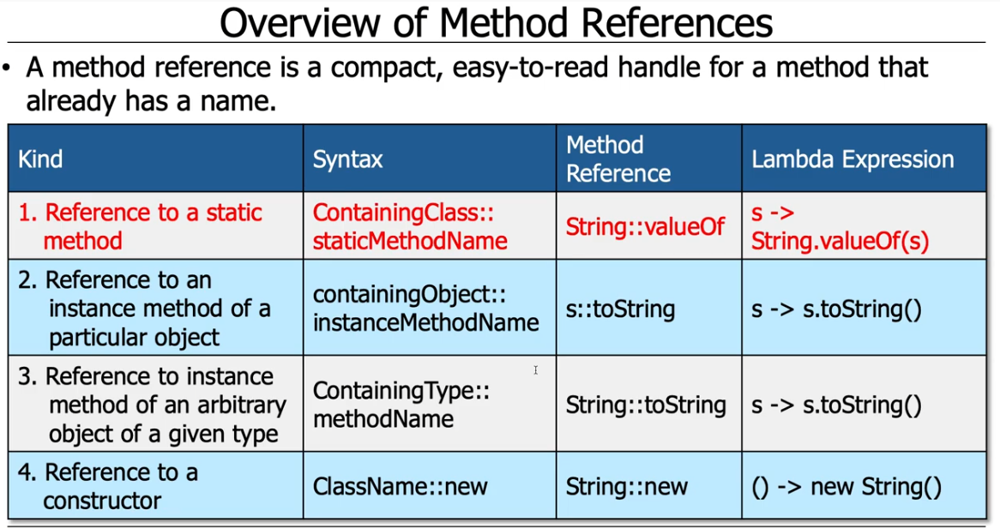 Overview of Method References
• A method reference is a compact, easy-to-read handle for a method that
already has a name.
Kind
Syntax
Method
Reference
Lambda Expression
1. Reference to a static
method
ContainingClass::
staticMethodName
String::valueOf
s ->
String.valueOf(s)
2. Reference to an
instance method of a
particular object
containingObject::
instanceMethodName
s::toString
s -> s.toString()
3. Reference to instance
method of an arbitrary
object of a given type
ContainingType::
methodName
String::toString
s -> s.toString()
4. Reference to a
constructor
ClassName::new
String::new
() -> new String()